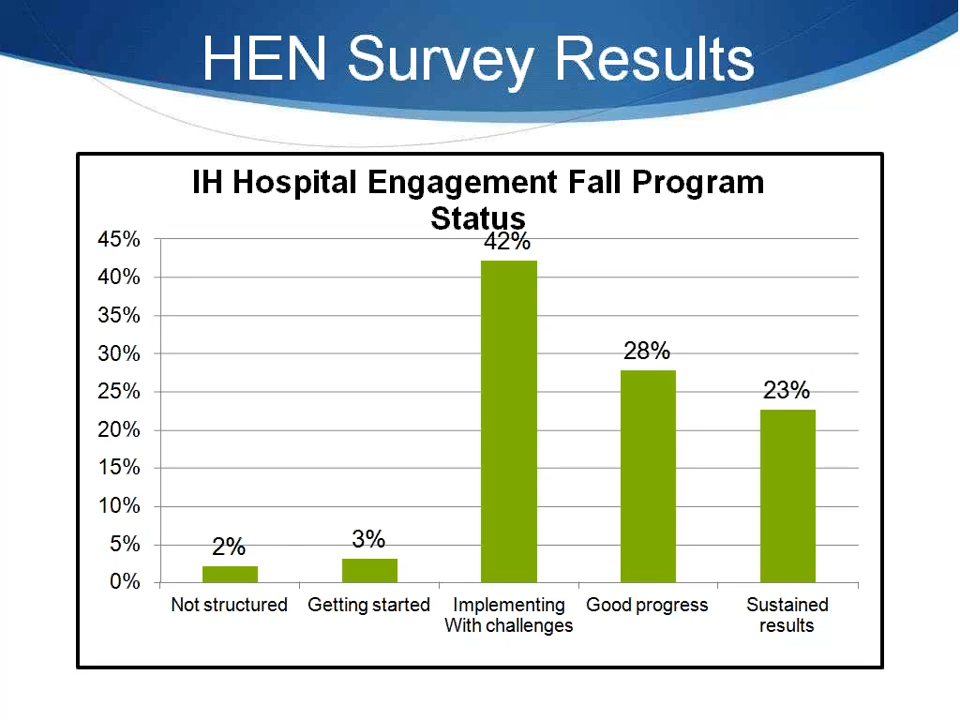 HEN Survey Results
IH Hospital Engagement Fall Program
Status
45%
40%
35%
30%
25%
20%
15%
10%
5%
0%
2%
3%
42%
28%
23%
Not structured
Getting started
Implementing
With challenges
Good progress
Sustained
results